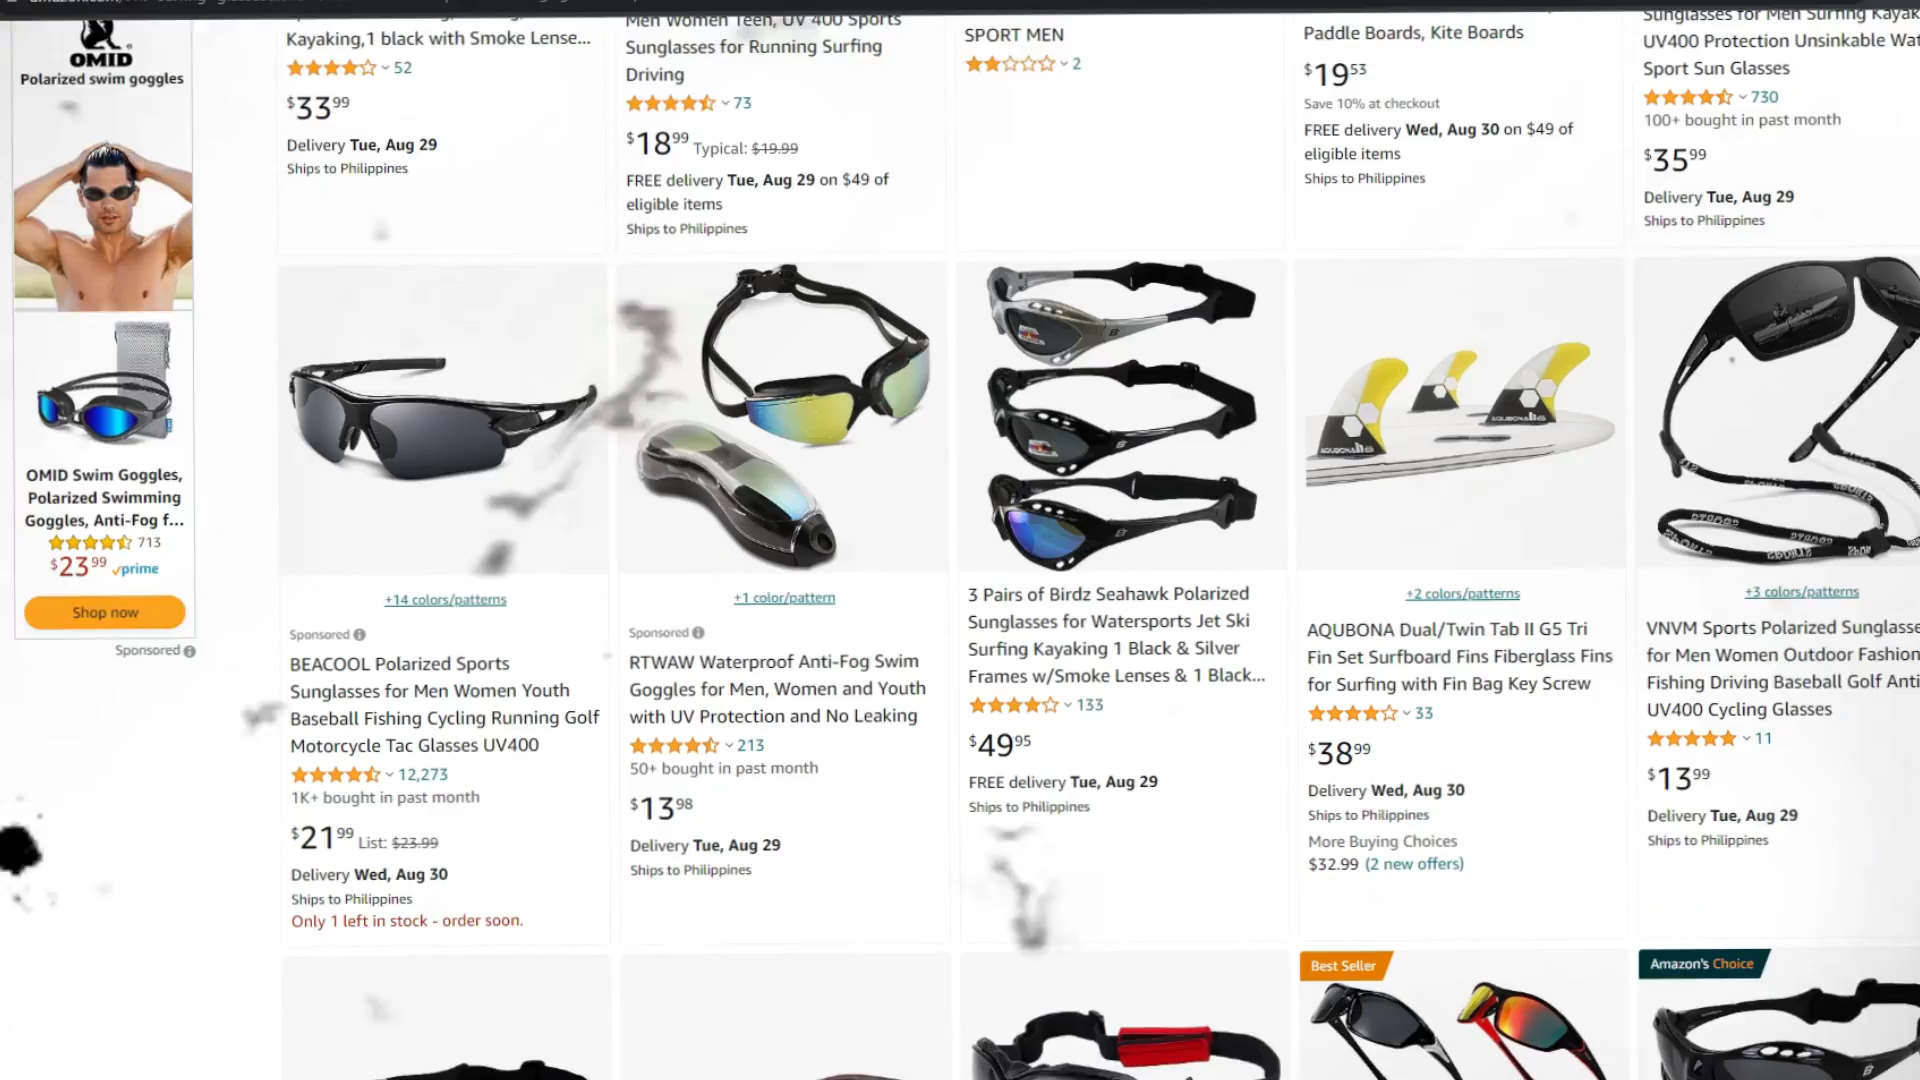 OMID
Polarized swim goggles
OMID Swim Goggles,
Polarized Swimming
Goggles, Anti-Fog f...
713
$23 99 prime
Shop now
Sponsored
Kayaking,1 black with Smoke Lense...
52
$33 99
Delivery Tue, Aug 29
Ships to Philippines
Men Women Teen, UV 400 Sports
Sunglasses for Running Surfing
Driving
73
$18 99 Typical: $19.99
FREE delivery Tue, Aug 29 on $49 of
eligible items
Ships to Philippines
SPORT MEN
2
Paddle Boards, Kite Boards
$19 53
Save 10% at checkout
FREE delivery Wed, Aug 30 on $49 of
eligible items
Ships to Philippines
Sunglasses for Men Surfing Kayak
UV400 Protection Unsinkable Wat
Sport Sun Glasses
730
100+ bought in past month
$35 99
Delivery Tue, Aug 29
Ships to Philippines
+14 colors/patterns
Sponsored
BEACOOL Polarized Sports
Sunglasses for Men Women Youth
Baseball Fishing Cycling Running Golf
Motorcycle Tac Glasses UV400
12,273
1K+ bought in past month
$21 99 List: $23.99
Delivery Wed, Aug 30
Ships to Philippines
Only 1 left in stock - order soon.
+1 color/pattern
Sponsored
RTWAW Waterproof Anti-Fog Swim
Goggles for Men, Women and Youth
with UV Protection and No Leaking
213
50+ bought in past month
$13 98
Delivery Tue, Aug 29
Ships to Philippines
3 Pairs of Birdz Seahawk Polarized
Sunglasses for Watersports Jet Ski
Surfing Kayaking 1 Black & Silver
Frames w/Smoke Lenses & 1 Black...
133
$49 95
FREE delivery Tue, Aug 29
Ships to Philippines
AQUBONA
AQUBONA
+2 colors/patterns
AQUBONA Dual/Twin Tab II G5 Tri
Fin Set Surfboard Fins Fiberglass Fins
for Surfing with Fin Bag Key Screw
33
$38 99
Delivery Wed, Aug 30
Ships to Philippines
More Buying Choices
$32.99 (2 new offers)
+3 colors/patterns
VNVM Sports Polarized Sunglasse
for Men Women Outdoor Fashion
Fishing Driving Baseball Golf Anti
UV400 Cycling Glasses
11
$13 99
Delivery Tue, Aug 29
Ships to Philippines
Best Seller
Amazon's Choice